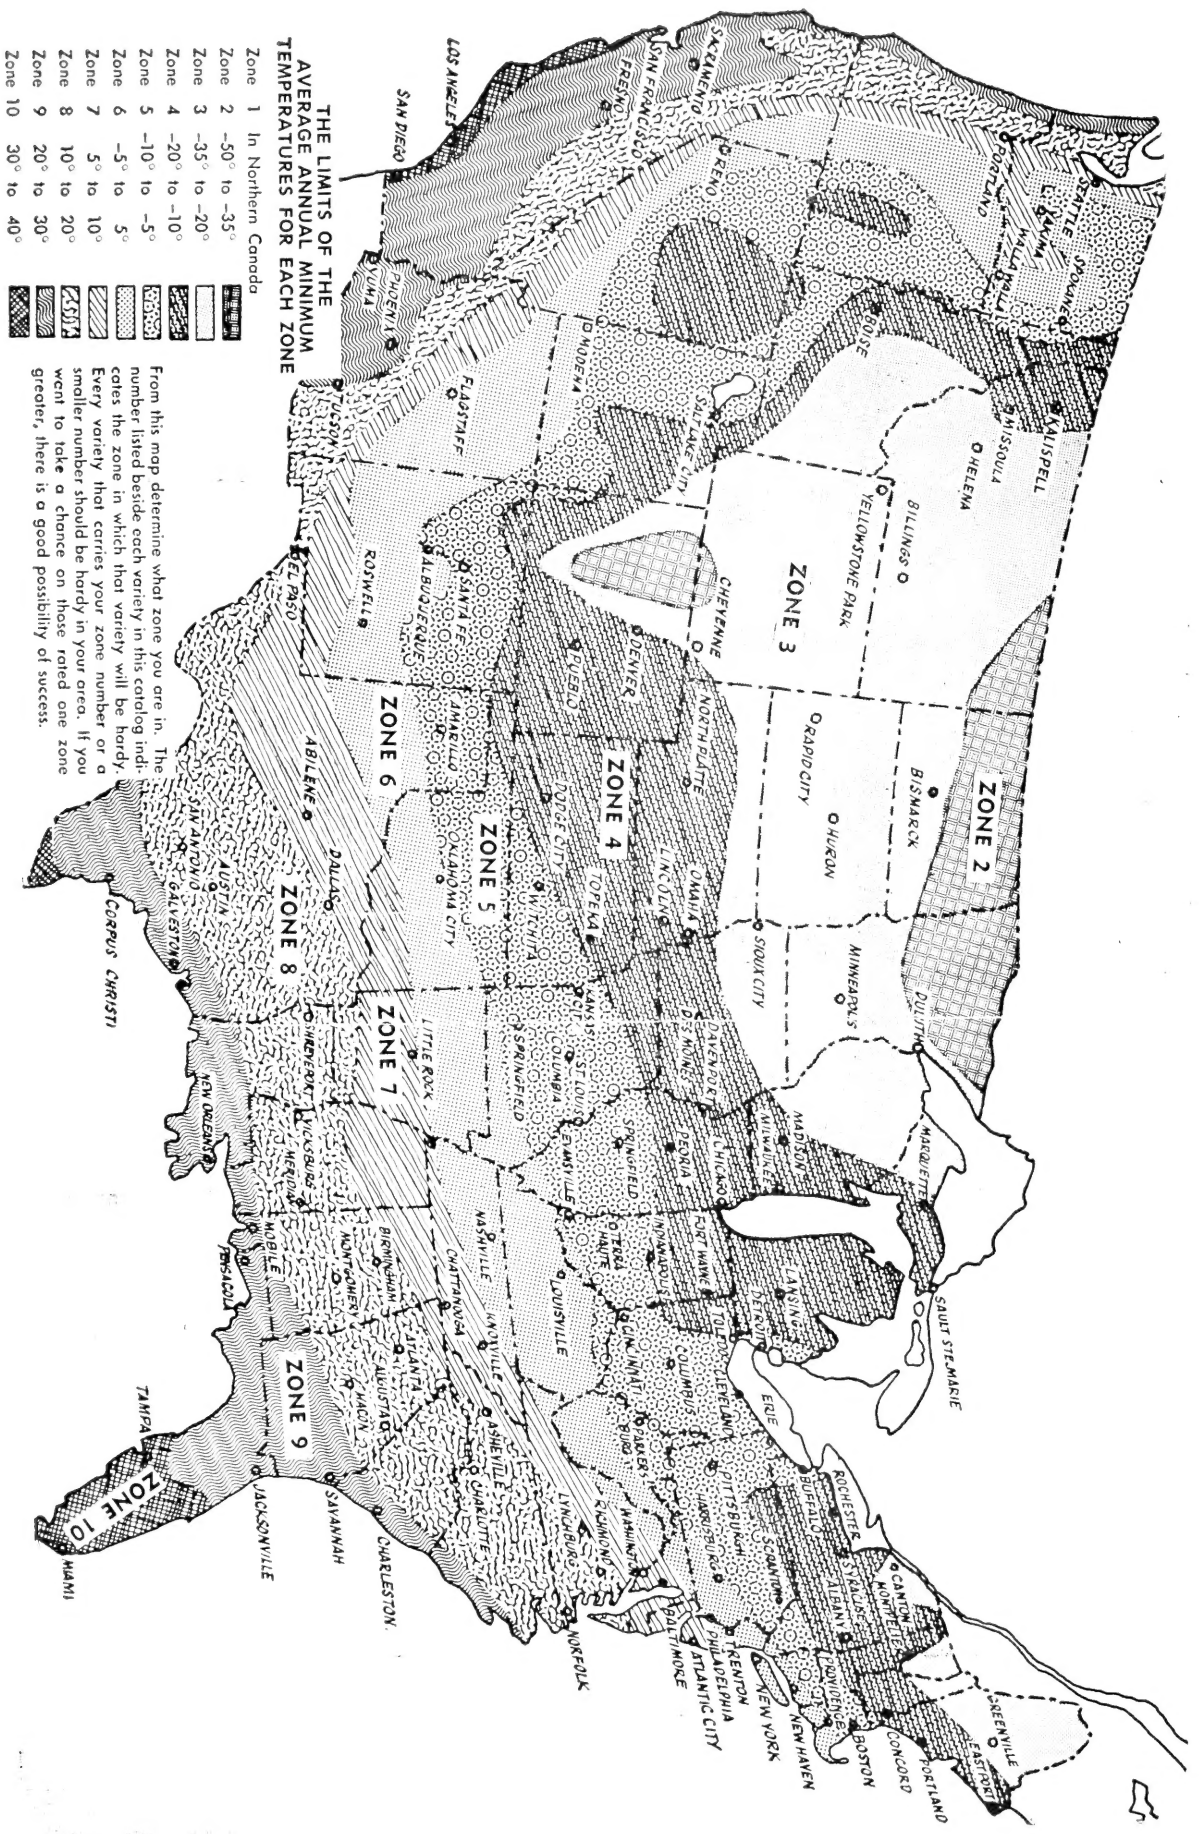 THE LIMITS OF THE
AVERAGE ANNUAL MINIMUM
TEMPERATURES FOR EACH ZONE
Zone 1 In Northern Canada
Zone 2 -50° to -35°
Zone 3 -35° to -20°
Zone 4 -20° to -10°
Zone 5 -10° to -5°
Zone 6 -5° to 5°
Zone 7 5° to 10°
Zone 8 10° to 20°
Zone 9 20° to 30°
Zone 10 30° to 40°
From this map determine what zone you are in. The
number listed beside each variety in this catalog indi-
cates the zone in which that variety will be hardy.
Every variety that carries your zone number or a
smaller number should be hardy in your area. If you
want to take a chance on those rated one zone
greater, there is a good possibility of success.
SEATTLE
YAKIMA
SPOKANE
WALLA WALLA
PORTLAND
KALISPELL
MISSOULA
HELENA
BILLINGS
YELLOWSTONE PARK
BOISE
ZONE 2
BISMARCK
HURON
RAPID CITY
DULUTH
MINNEAPOLIS
SIOUX CITY
ZONE 3
CHEYENNE
NORTH PLATTE
OMAHA
LINCOLN
DENVER
PUEBLO
ZONE 4
DODGE CITY
TOPEKA
WICHITA
KANSAS
CITY
SALT LAKE CITY
MODENA
RENO
SACRAMENTO
SAN FRANCISCO
FRESNO
LOS ANGELES
SAN DIEGO
YUMA
PHOENIX
TUCSON
FLAGSTAFF
SANTA FE
ALBUQUERQUE
ROSWELL
EL PASO
AMARILLO
ZONE 5
OKLAHOMA CITY
ZONE 6
ABILENE
DALLAS
ZONE 8
AUSTIN
SAN ANTONIO
GALVESTON
CORPUS CHRISTI
ZONE 7
LITTLE ROCK
SHREVEPORT
VICKSBURG
MERIDIAN
NEW ORLEANS
MOBILE
PENSACOLA
MONTGOMERY
BIRMINGHAM
ATLANTA
MACON
AUGUSTA
ZONE 9
SAVANNAH
CHARLESTON.
JACKSONVILLE
TAMPA
ZONE 10
MIAMI
MARQUETTE
SAULT STE MARIE
MADISON
MILWAUKEE
CHICAGO
DAVENPORT
DES MOINES
PEORIA
SPRINGFIELD
ST LOUIS
COLUMBIA
SPRINGFIELD
EVANSVILLE
TERRA
HAUTE
INDIANAPOLIS
FORT WAYNE
LANSING
DETROIT
TOLEDO
CLEVELAND
COLUMBUS
CINCINNATI
LOUISVILLE
NASHVILLE
KNOXVILLE
CHATTANOOGA
ASHEVILLE
CHARLOTTE
PARKERS
BURG
ERIE
BUFFALO
ROCHESTER
SYRACUSE
ALBANY
CANTON
MONTPELIER
PITTSBURGH
HARRISBURG
SCRANTON
WASHINGTON
RICHMOND
LYNCHBURG
NORFOLK
BALTIMORE
ATLANTIC CITY
PHILADELPHIA
TRENTON
NEW YORK
NEW HAVEN
PROVIDENCE
BOSTON
CONCORD
PORTLAND
EASTPORT
GREENVILLE